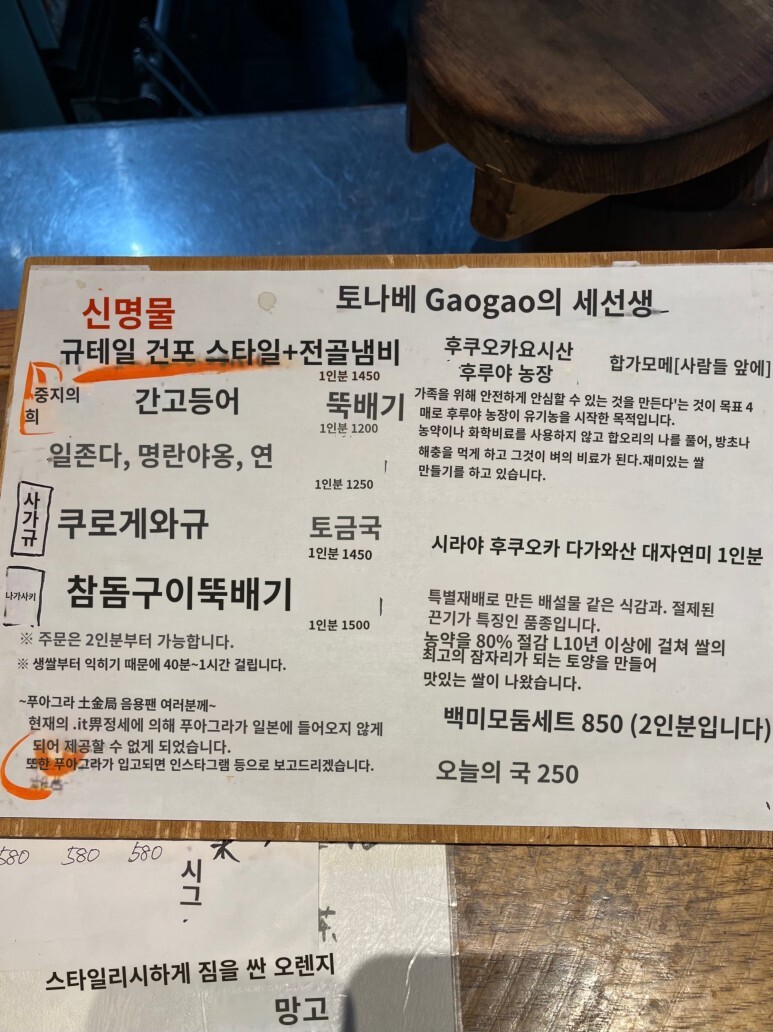 신명물
토나베 Gaogao의 세선생
규테일 건포 스타일+전골냄비
1인분 1450
중지의
희
간고등어
뚝배기
1인분 1200
일존다, 명란야옹, 연
1인분 1250
사가규
쿠로게와규
토금국
1인분 1450
나가사키
참돔구이뚝배기
1인분 1500
※ 주문은 2인분부터 가능합니다.
※ 생쌀부터 익히기 때문에 40분~1시간 걸립니다.
~푸아그라 土金局 음용팬 여러분께~
현재의 .it畀정세에 의해 푸아그라가 일본에 들어오지 않게
되어 제공할 수 없게 되었습니다.
또한 푸아그라가 입고되면 인스타그램 등으로 보고드리겠습니다.
후쿠오카요시산
후루야 농장
합가모메[사람들 앞에]
가족을 위해 안전하게 안심할 수 있는 것을 만든다'는 것이 목표 4
매로 후루야 농장이 유기농을 시작한 목적입니다.
농약이나 화학비료를 사용하지 않고 합오리의 나를 풀어, 방초나
해충을 먹게 하고 그것이 벼의 비료가 된다.재미있는 쌀
만들기를 하고 있습니다.
시라야 후쿠오카 다가와산 대자연미 1인분
특별재배로 만든 배설물 같은 식감과. 절제된
끈기가 특징인 품종입니다.
농약을 80% 절감 L10년 이상에 걸쳐 쌀의
최고의 잠자리가 되는 토양을 만들어
맛있는 쌀이 나왔습니다.
백미모둠세트 850 (2인분입니다)
오늘의 국 250
580 580 580
시그
스타일리시하게 짐을 싼 오렌지
망고